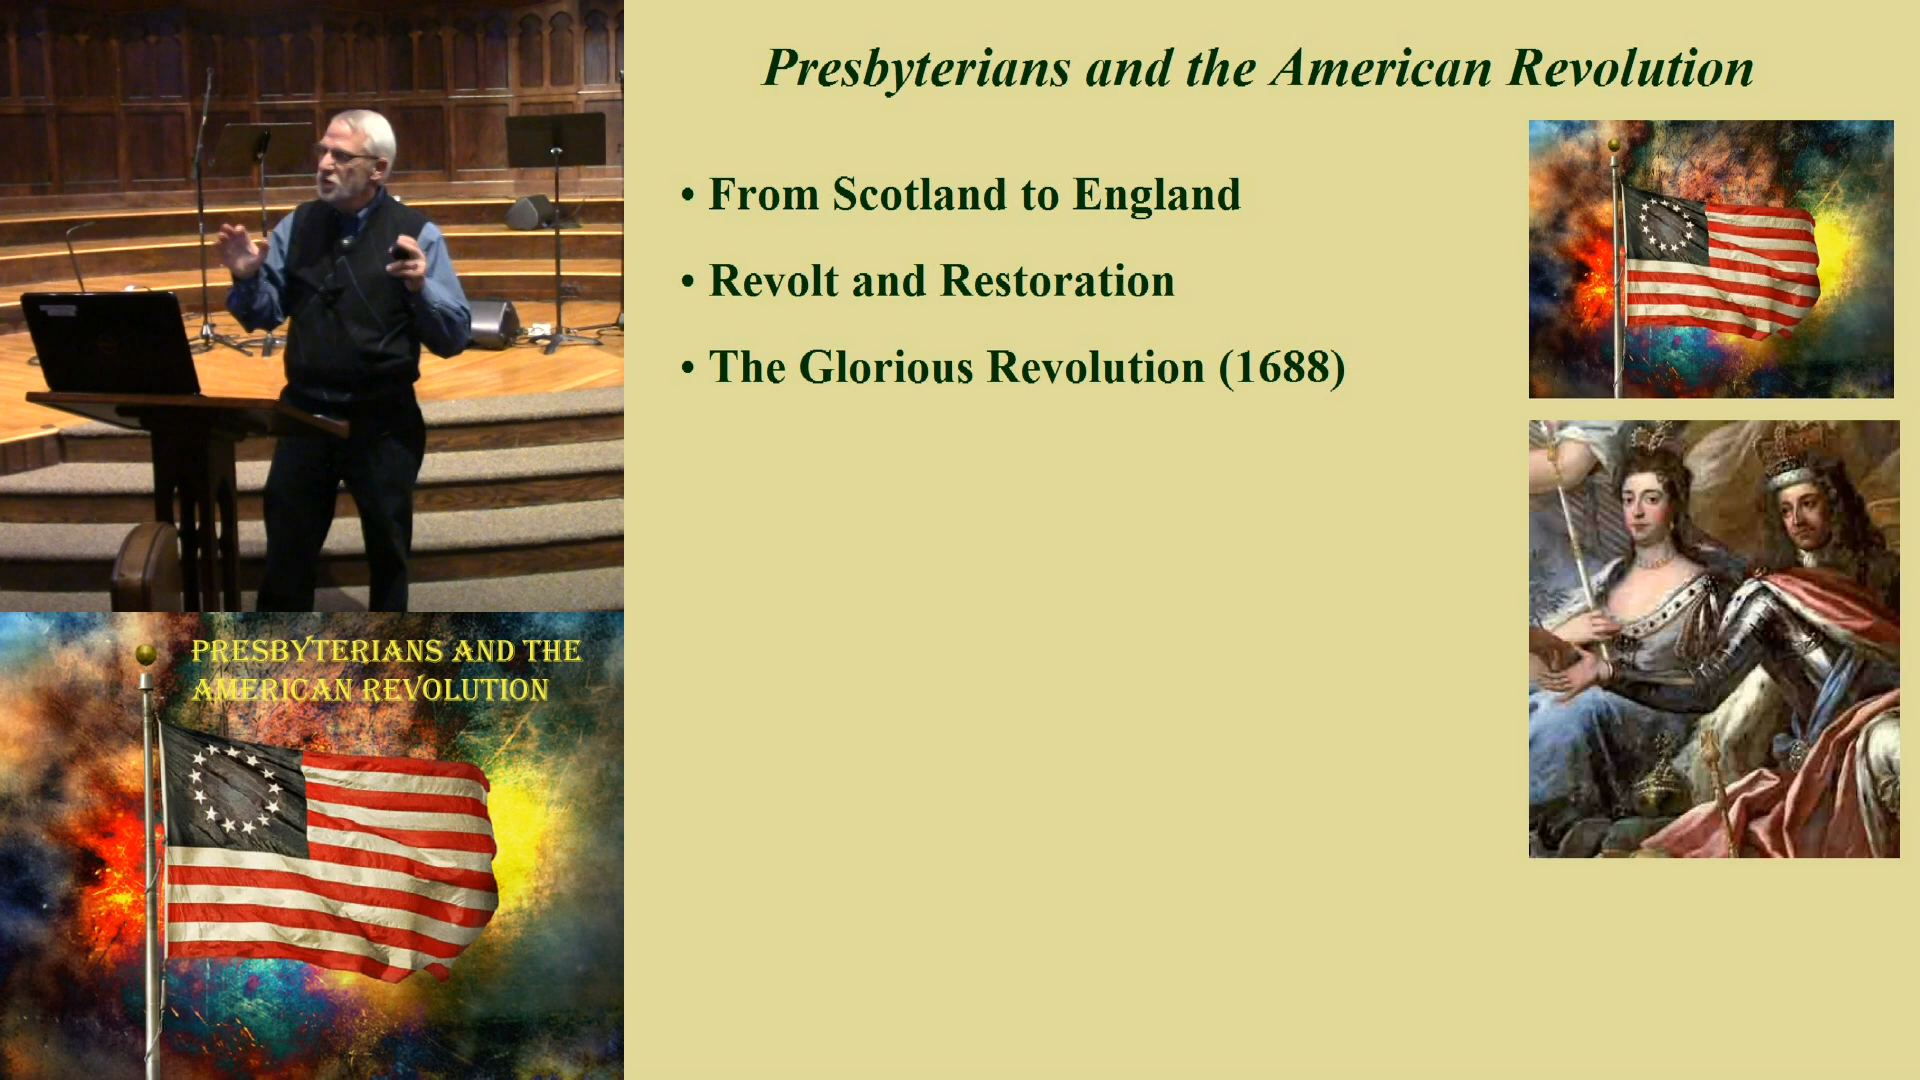 Presbyterians and the American Revolution
• From Scotland to England
• Revolt and Restoration
• The Glorious Revolution (1688)
PRESBYTERIANS AND THE
AMERICAN REVOLUTION